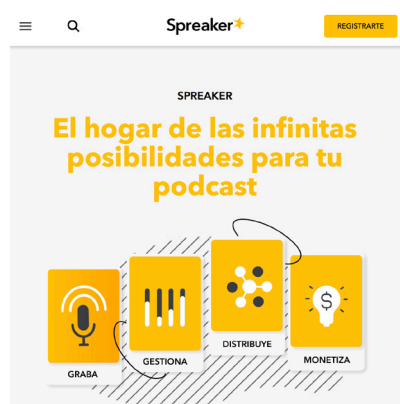 Spreaker
REGISTRARTE
SPREAKER
El hogar de las infinitas
posibilidades para tu
podcast
GRABA
GESTIONA
DISTRIBUYE
MONETIZA
$